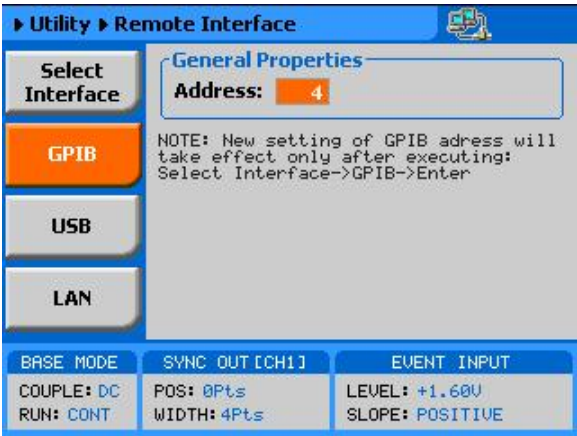 Utility Remote Interface
Select
Interface
GPIB
USB
LAN
General Properties
Address: 4
NOTE: New setting of GPIB adress will
take effect only after executing:
Select Interface->GPIB->Enter
BASE MODE
COUPLE: DC
RUN: CONT
SYNC OUT [CH1]
POS: 0Pts
WIDTH: 4Pts
EVENT INPUT
LEVEL: +1.60V
SLOPE: POSITIVE